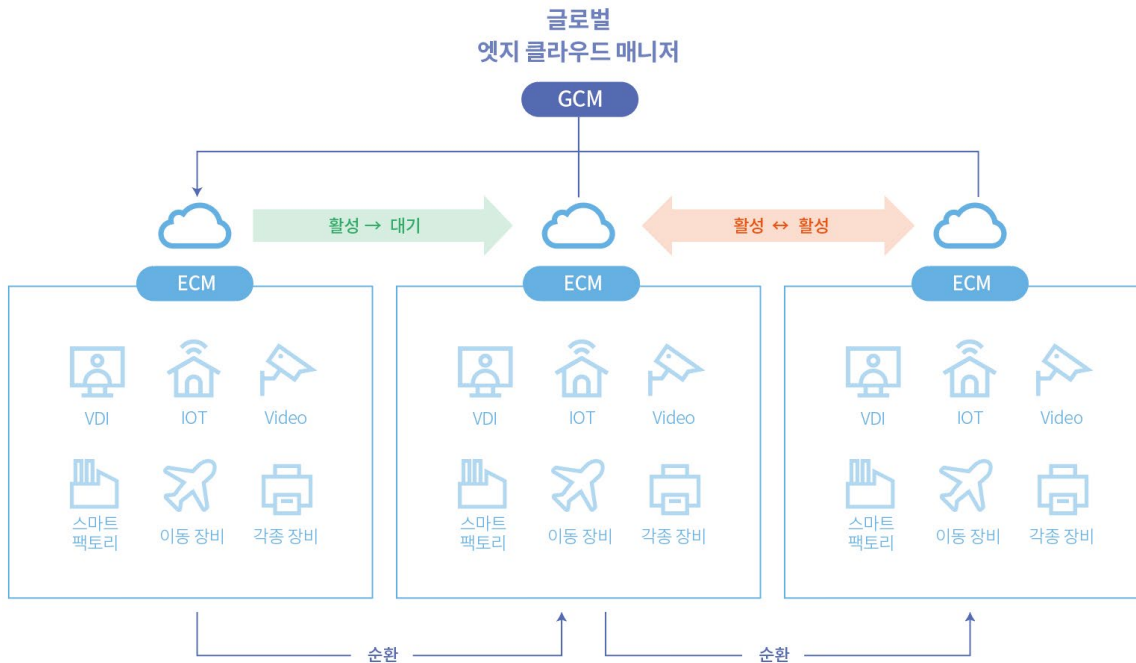 글로벌
엣지 클라우드 매니저
GCM
활성 → 대기
활성 ↔ 활성
ECM
ECM
ECM
VDI
IOT
Video
스마트
팩토리
이동 장비
각종 장비
VDI
IOT
Video
스마트
팩토리
이동 장비
각종 장비
VDI
IOT
Video
스마트
팩토리
이동 장비
각종 장비
순환
순환